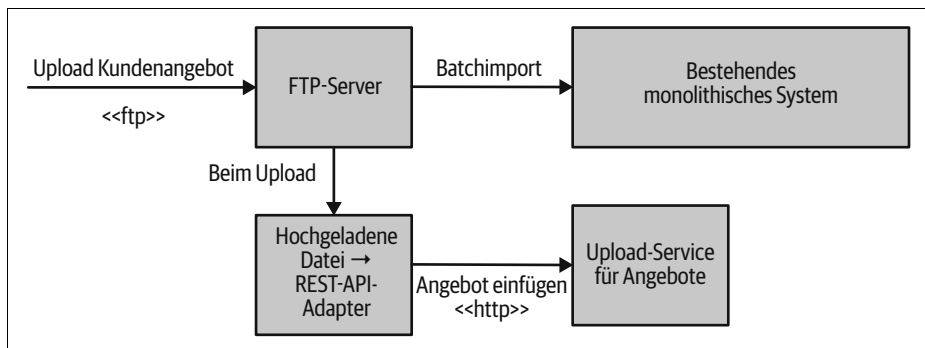 Upload Kundenangebot
<<ftp>>
FTP-Server
Batchimport
Bestehendes
monolithisches System
Beim Upload
Hochgeladene
Datei →
REST-API-
Adapter
Angebot einfügen
<<http>>
Upload-Service
für Angebote